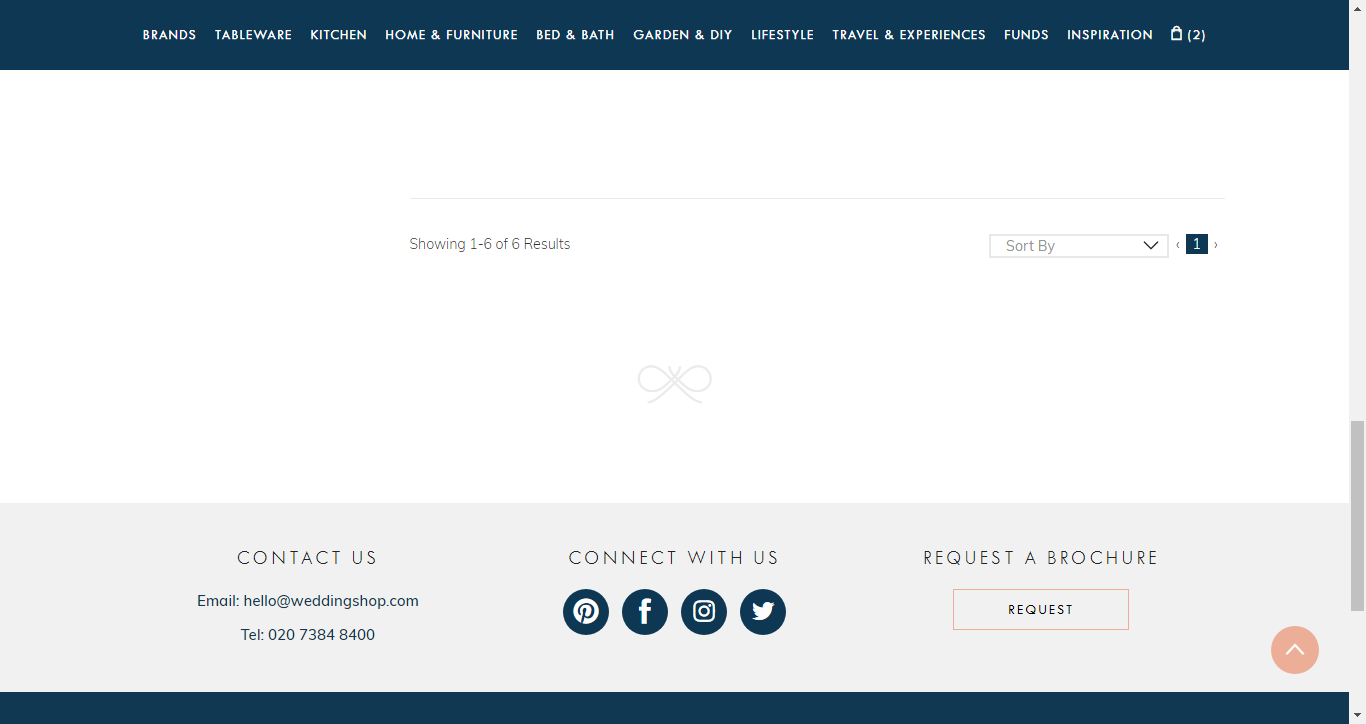 BRANDS TABLEWARE KITCHEN HOME & FURNITURE BED & BATH GARDEN & DIY LIFESTYLE TRAVEL & EXPERIENCES FUNDS INSPIRATION (2)
Showing 1-6 of 6 Results
Sort By
‹ 1 ›
CONTACT US
Email: hello@weddingshop.com
Tel: 020 7384 8400
CONNECT WITH US
REQUEST A BROCHURE
REQUEST